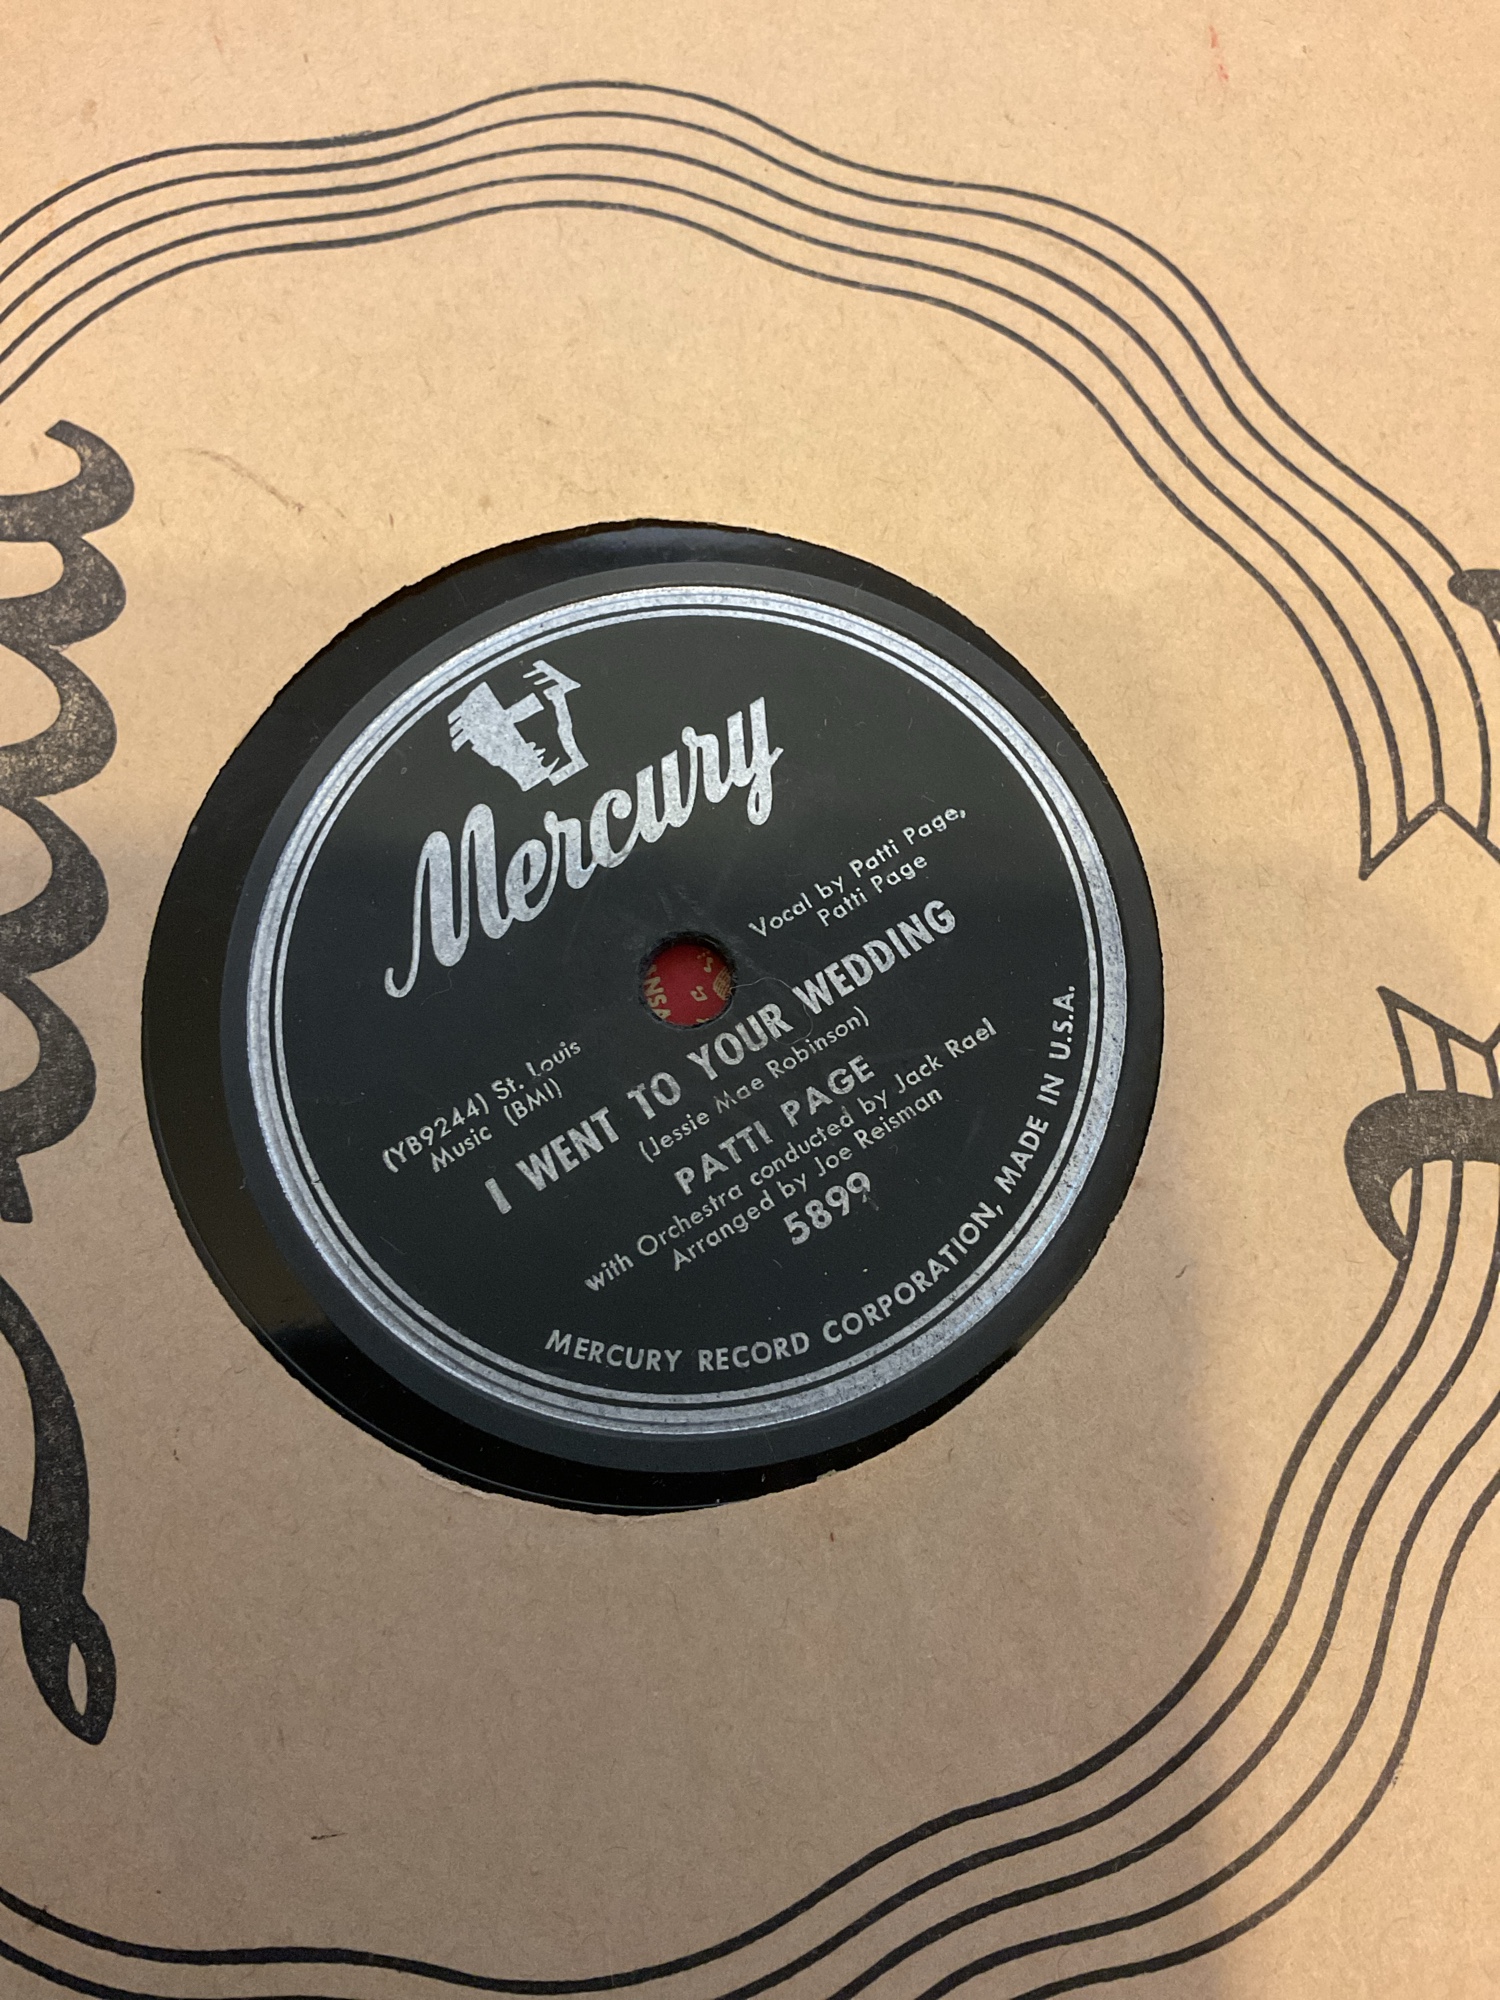 Mercury
Vocal by Patti Page,
Patti Page
(YB9244) St. Louis
Music (BMI)
I WENT TO YOUR WEDDING
(Jessie Mae Robinson)
PATTI PAGE
with Orchestra conducted by Jack Rael
Arranged by Joe Reisman
5899
MERCURY RECORD CORPORATION, MADE IN U.S.A.